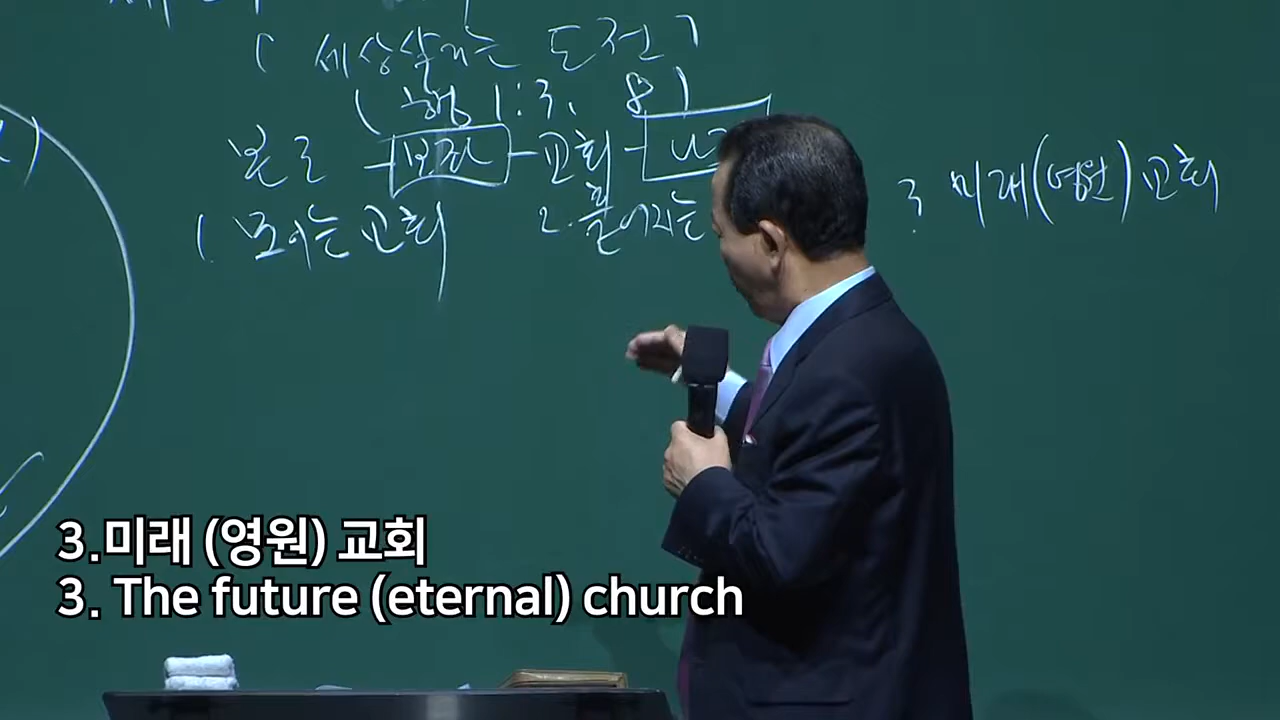 ( 세상살리는 도전 )
( 행 1:3, 8 )
본론 교회
1. 모이는 교회 2. 흩어지는
3. 미래(영원) 교회
3.미래 (영원) 교회
3. The future (eternal) church